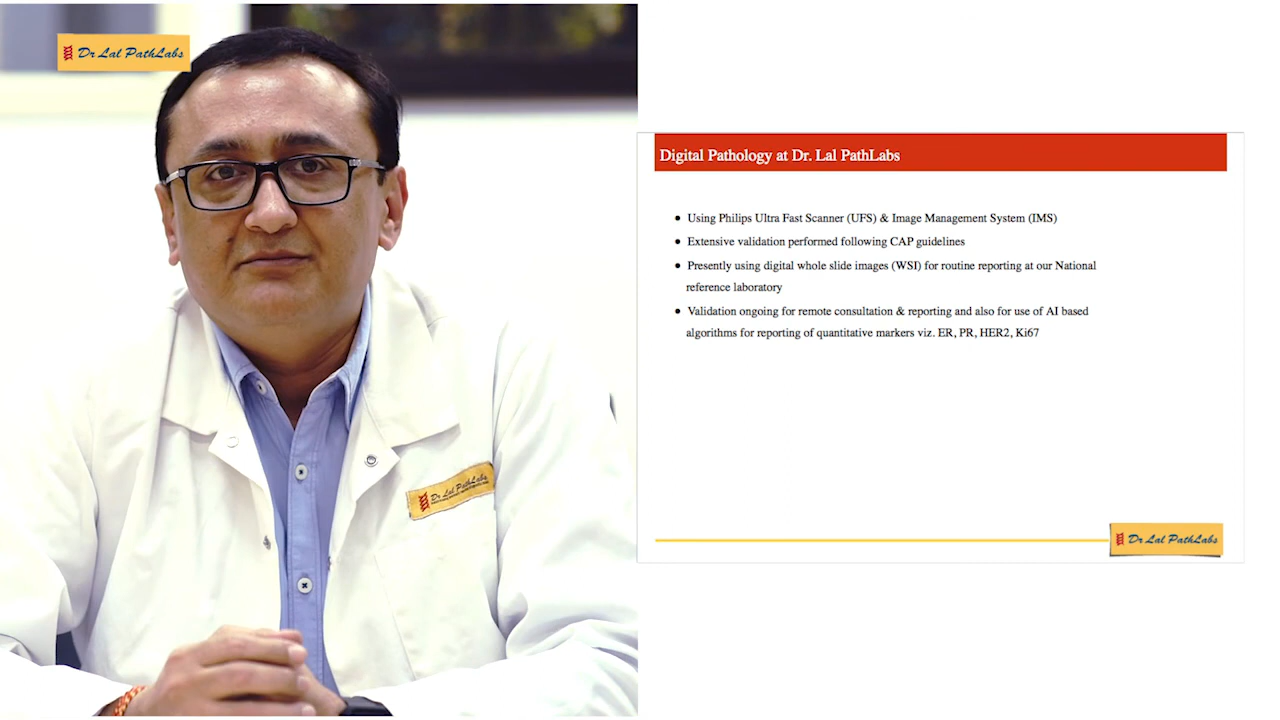 Dr Lal PathLabs
Dr Lal PathLabs
Digital Pathology at Dr. Lal PathLabs
● Using Philips Ultra Fast Scanner (UFS) & Image Management System (IMS)
● Extensive validation performed following CAP guidelines
● Presently using digital whole slide images (WSI) for routine reporting at our National
reference laboratory
● Validation ongoing for remote consultation & reporting and also for use of AI based
algorithms for reporting of quantitative markers viz. ER, PR, HER2, Ki67
Dr Lal PathLabs